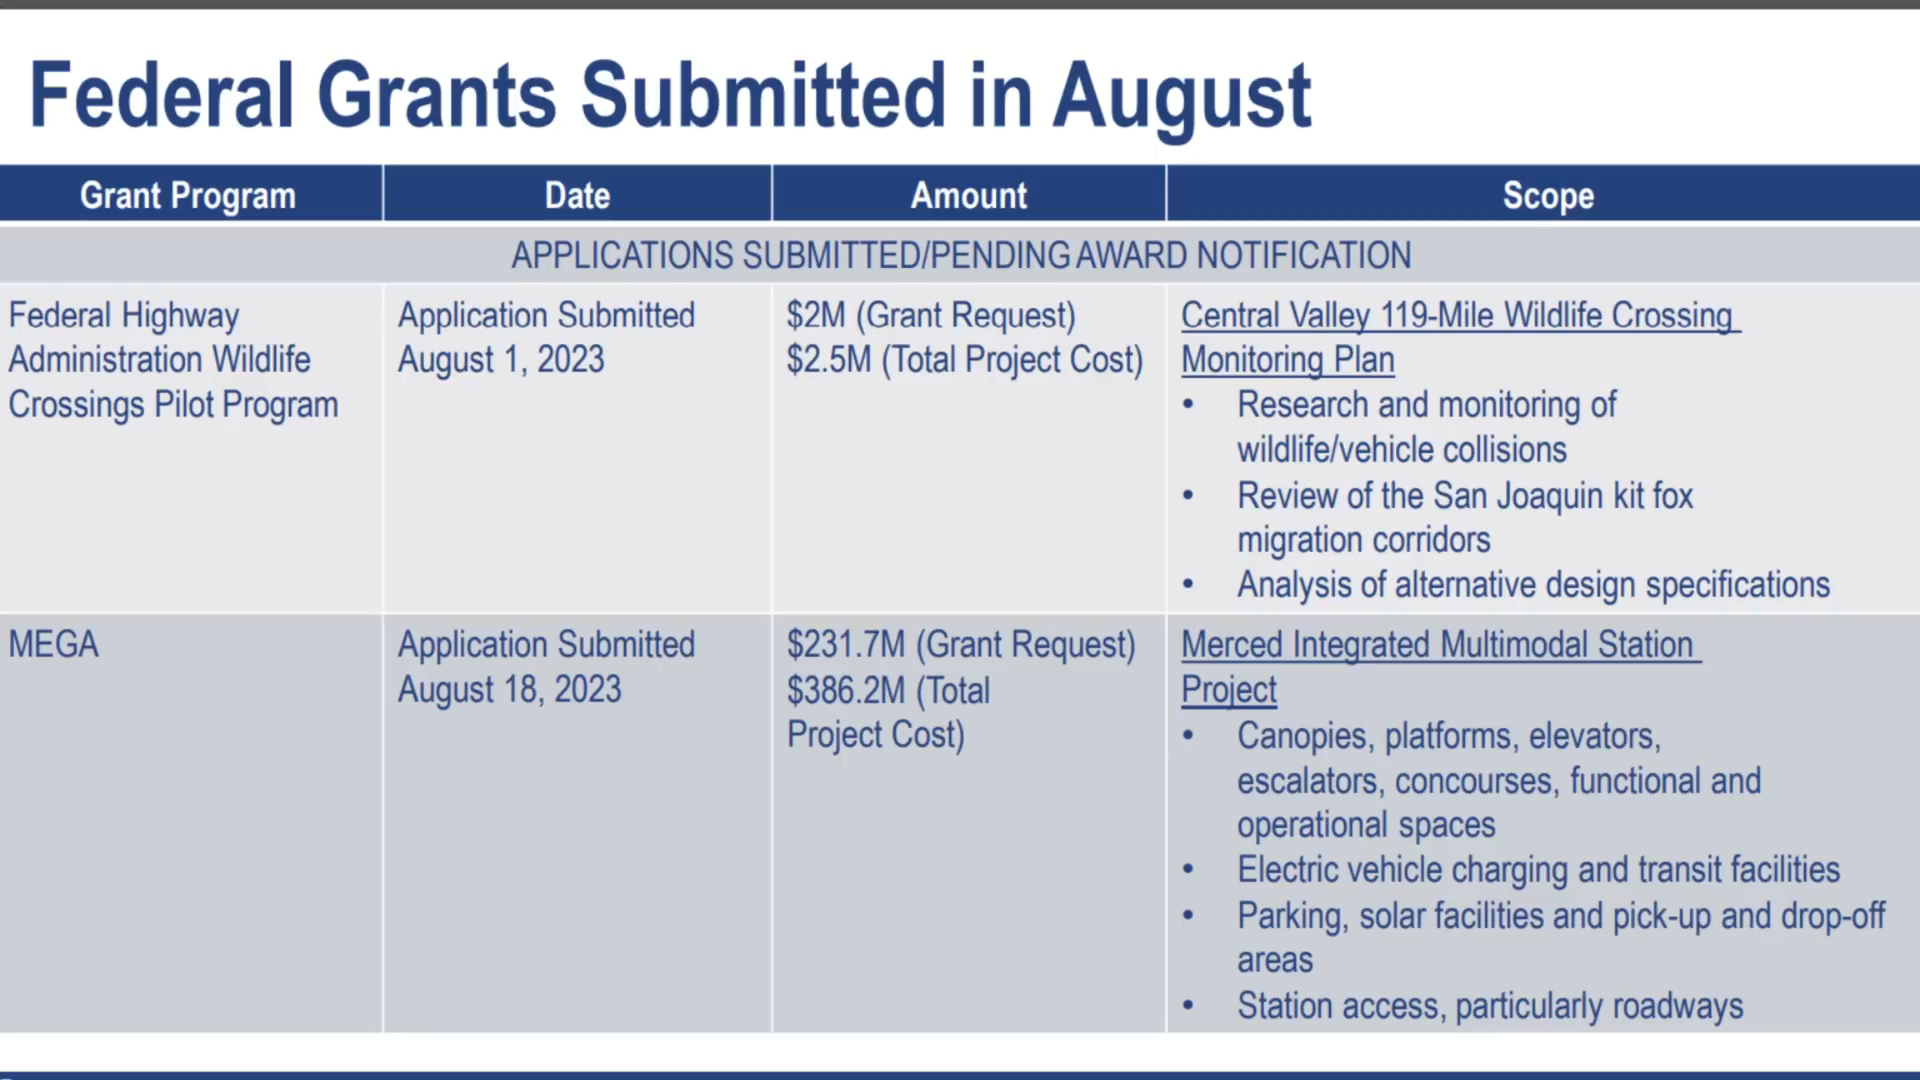 Federal Grants Submitted in August
Grant Program
Date
Amount
Scope
APPLICATIONS SUBMITTED/PENDING AWARD NOTIFICATION
Federal Highway
Administration Wildlife
Crossings Pilot Program
Application Submitted
August 1, 2023
$2M (Grant Request)
$2.5M (Total Project Cost)
Central Valley 119-Mile Wildlife Crossing
Monitoring Plan
• Research and monitoring of
wildlife/vehicle collisions
• Review of the San Joaquin kit fox
migration corridors
• Analysis of alternative design specifications
MEGA
Application Submitted
August 18, 2023
$231.7M (Grant Request)
$386.2M (Total
Project Cost)
Merced Integrated Multimodal Station
Project
• Canopies, platforms, elevators,
escalators, concourses, functional and
operational spaces
• Electric vehicle charging and transit facilities
• Parking, solar facilities and pick-up and drop-off
areas
• Station access, particularly roadways